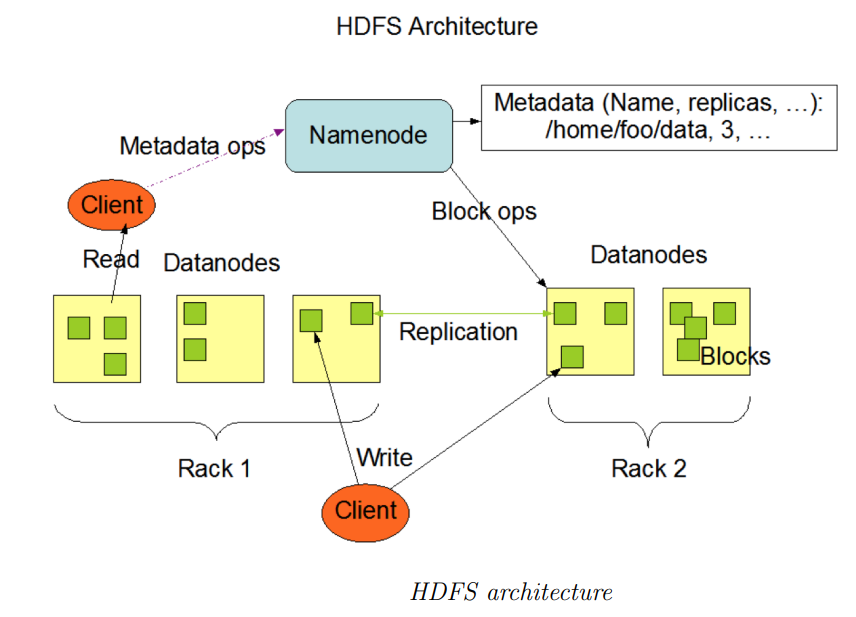 HDFS Architecture
Metadata (Name, replicas, ...):
/home/foo/data, 3, ...
Namenode
Metadata ops
Client
Block ops
Read
Datanodes
Datanodes
Replication
Blocks
Rack 1
Write
Rack 2
Client
HDFS architecture